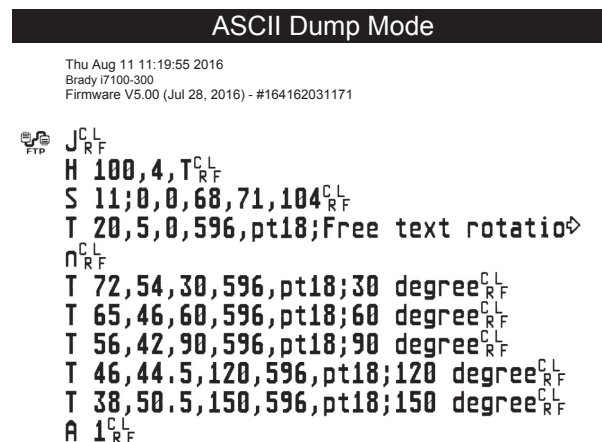 ASCII Dump Mode
Thu Aug 11 11:19:55 2016
Brady i7100-300
Firmware V5.00 (Jul 28, 2016) - #164162031171
FTP
J␍␊
H 100,4,T␍␊
S l1;0,0,68,71,104␍␊
T 20,5,0,596,pt18;Free text rotatio⇨
n␍␊
T 72,54,30,596,pt18;30 degree␍␊
T 65,46,60,596,pt18;60 degree␍␊
T 56,42,90,596,pt18;90 degree␍␊
T 46,44.5,120,596,pt18;120 degree␍␊
T 38,50.5,150,596,pt18;150 degree␍␊
A 1␍␊